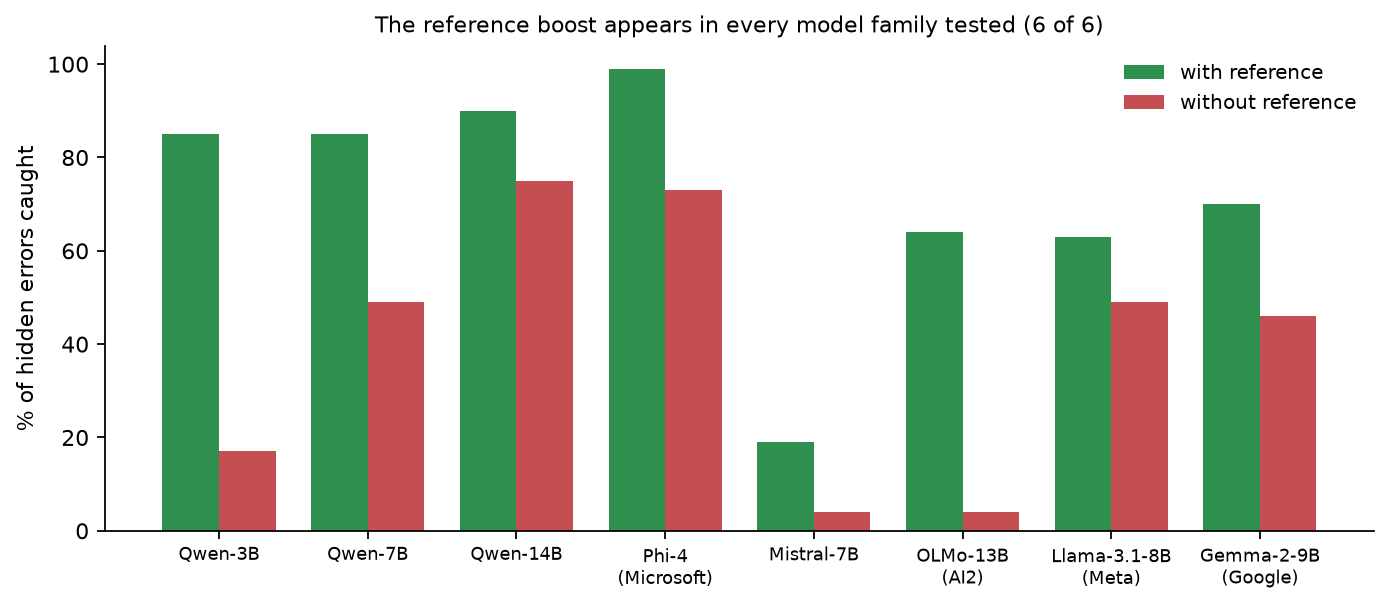 The reference boost appears in every model family tested (6 of 6)
with reference
without reference
% of hidden errors caught
100
80
60
40
20
0
Qwen-3B
Qwen-7B
Qwen-14B
Phi-4
(Microsoft)
Mistral-7B
OLMo-13B
(AI2)
Llama-3.1-8B
(Meta)
Gemma-2-9B
(Google)